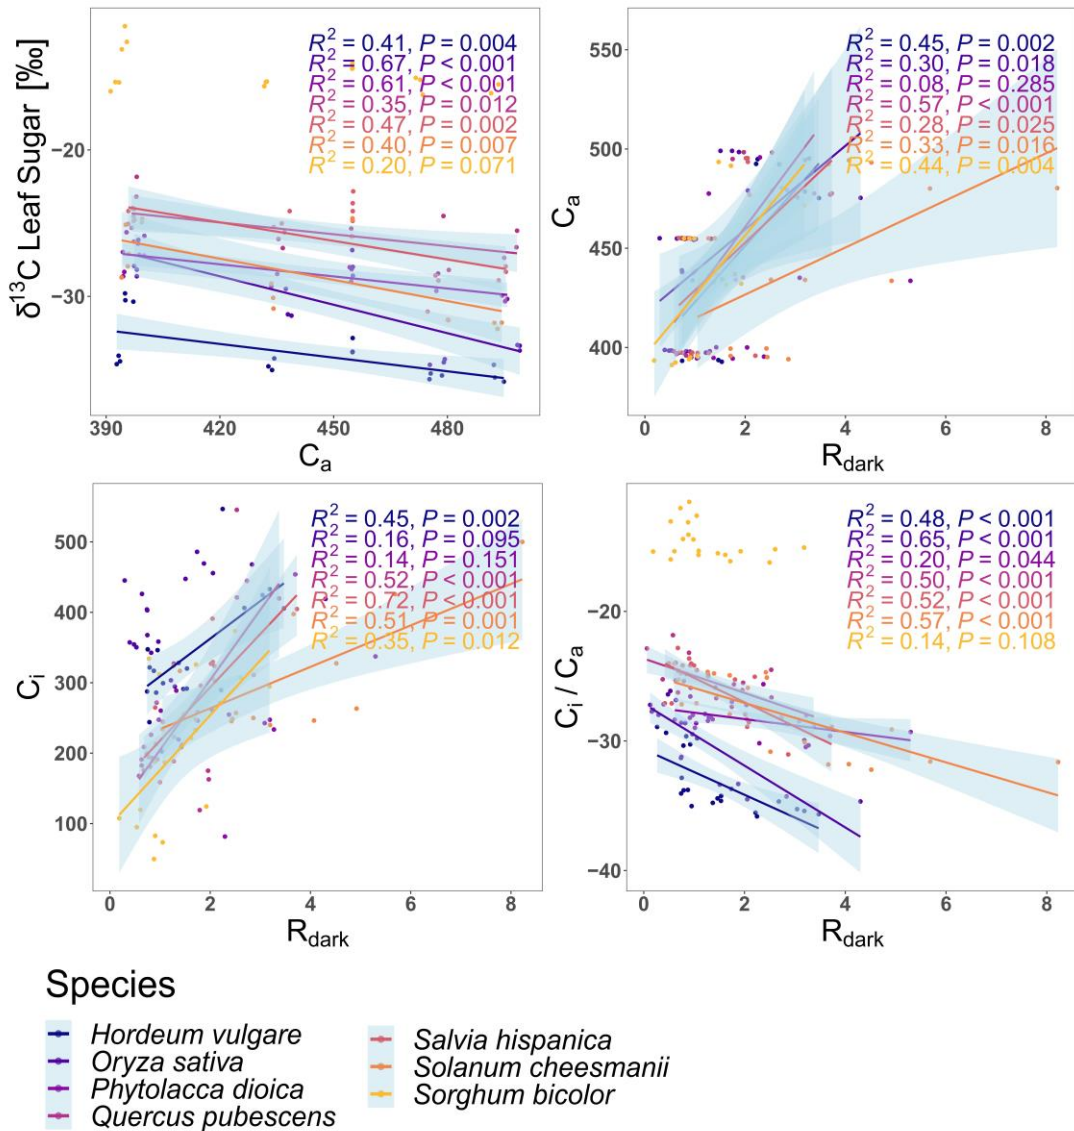 δ¹³C Leaf Sugar [‰]
R² = 0.41, P = 0.004
R² = 0.67, P < 0.001
R² = 0.61, P < 0.001
R² = 0.35, P = 0.012
R² = 0.47, P = 0.002
R² = 0.40, P = 0.007
R² = 0.20, P = 0.071
−20
−30
390 420 450 480
Cₐ
Cₐ
R² = 0.45, P = 0.002
R² = 0.30, P = 0.018
R² = 0.08, P = 0.285
R² = 0.57, P < 0.001
R² = 0.28, P = 0.025
R² = 0.33, P = 0.016
R² = 0.44, P = 0.004
550
500
450
400
0 2 4 6 8
R_dark
Cᵢ
R² = 0.45, P = 0.002
R² = 0.16, P = 0.095
R² = 0.14, P = 0.151
R² = 0.52, P < 0.001
R² = 0.72, P < 0.001
R² = 0.51, P = 0.001
R² = 0.35, P = 0.012
500
400
300
200
100
0 2 4 6 8
R_dark
Cᵢ / Cₐ
R² = 0.48, P < 0.001
R² = 0.65, P < 0.001
R² = 0.20, P = 0.044
R² = 0.50, P < 0.001
R² = 0.52, P < 0.001
R² = 0.57, P < 0.001
R² = 0.14, P = 0.108
−20
−30
−40
0 2 4 6 8
R_dark
Species
Hordeum vulgare
Oryza sativa
Phytolacca dioica
Quercus pubescens
Salvia hispanica
Solanum cheesmanii
Sorghum bicolor